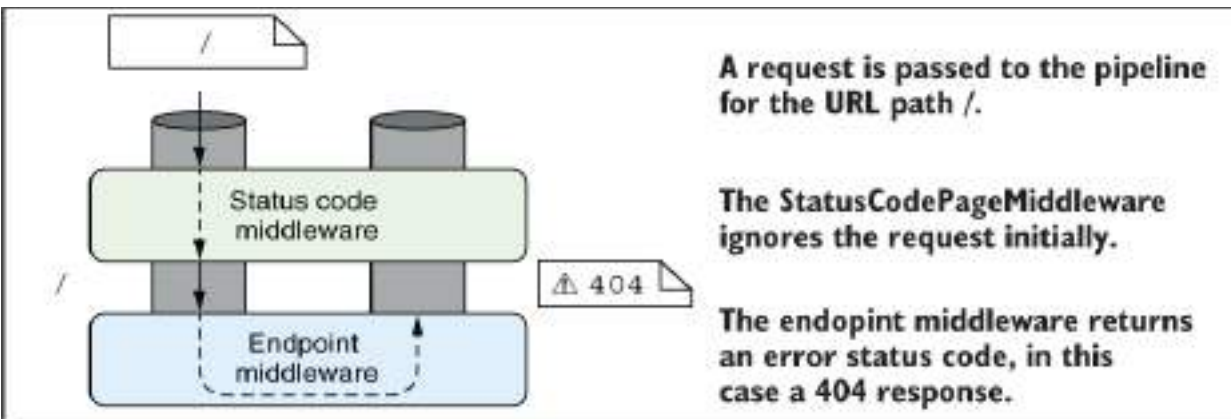 /
A request is passed to the pipeline
for the URL path /.
Status code
middleware
The StatusCodePageMiddleware
ignores the request initially.
/
⚠ 404
Endpoint
middleware
The endopint middleware returns
an error status code, in this
case a 404 response.